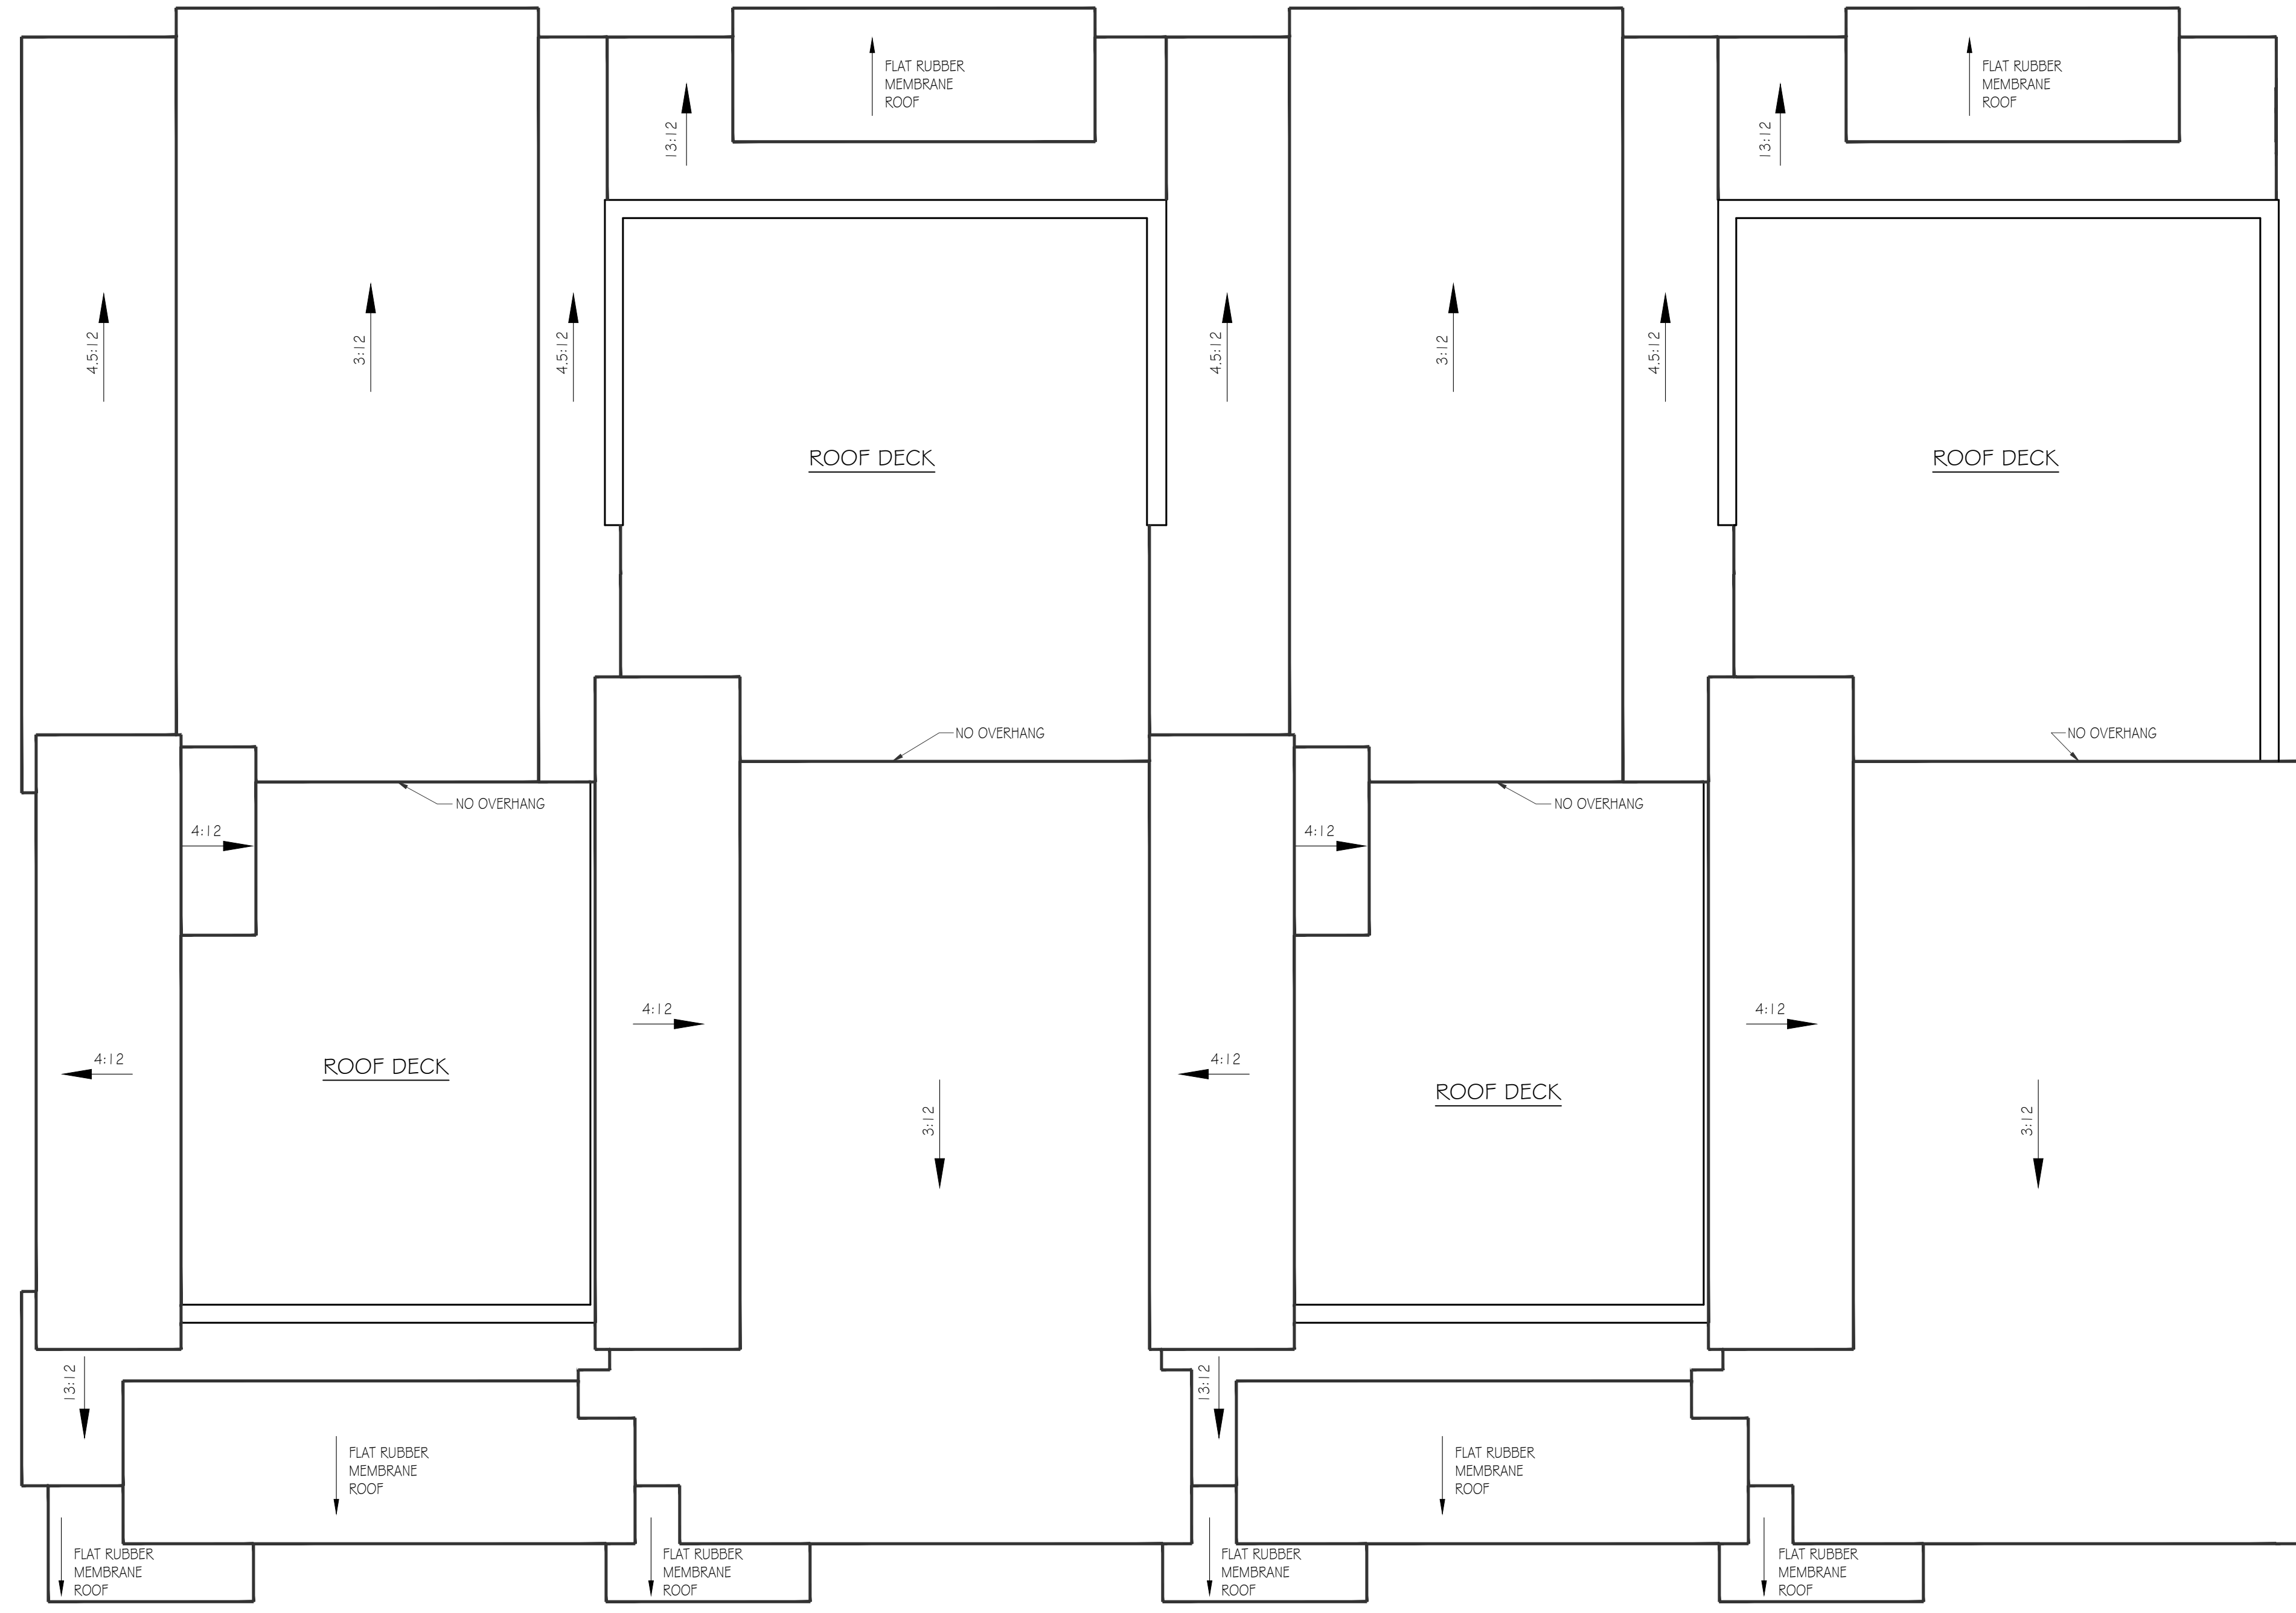 FLAT RUBBER
MEMBRANE
ROOF
FLAT RUBBER
MEMBRANE
ROOF
13:12
13:12
4.5:12
3:12
4.5:12
4.5:12
3:12
4.5:12
ROOF DECK
ROOF DECK
NO OVERHANG
NO OVERHANG
NO OVERHANG
NO OVERHANG
4:12
4:12
4:12
4:12
4:12
4:12
ROOF DECK
ROOF DECK
3:12
3:12
13:12
13:12
FLAT RUBBER
MEMBRANE
ROOF
FLAT RUBBER
MEMBRANE
ROOF
FLAT RUBBER
MEMBRANE
ROOF
FLAT RUBBER
MEMBRANE
ROOF
FLAT RUBBER
MEMBRANE
ROOF
FLAT RUBBER
MEMBRANE
ROOF